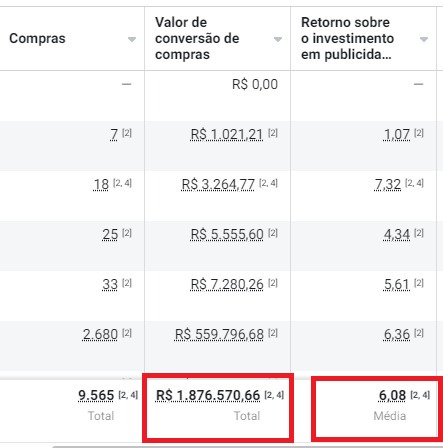 Compras
Valor de
conversão de
compras
Retorno sobre
o investimento
em publicida...
—
R$ 0,00
—
7 [2]
R$ 1.021,21 [2]
1,07 [2]
18 [2, 4]
R$ 3.264,77 [2, 4]
7,32 [2, 4]
25 [2]
R$ 5.555,60 [2]
4,34 [2]
33 [2]
R$ 7.280,26 [2]
5,61 [2]
2.680 [2]
R$ 559.796,68 [2]
6,36 [2]
9.565 [2, 4]
Total
R$ 1.876.570,66 [2, 4]
Total
6,08 [2, 4]
Média